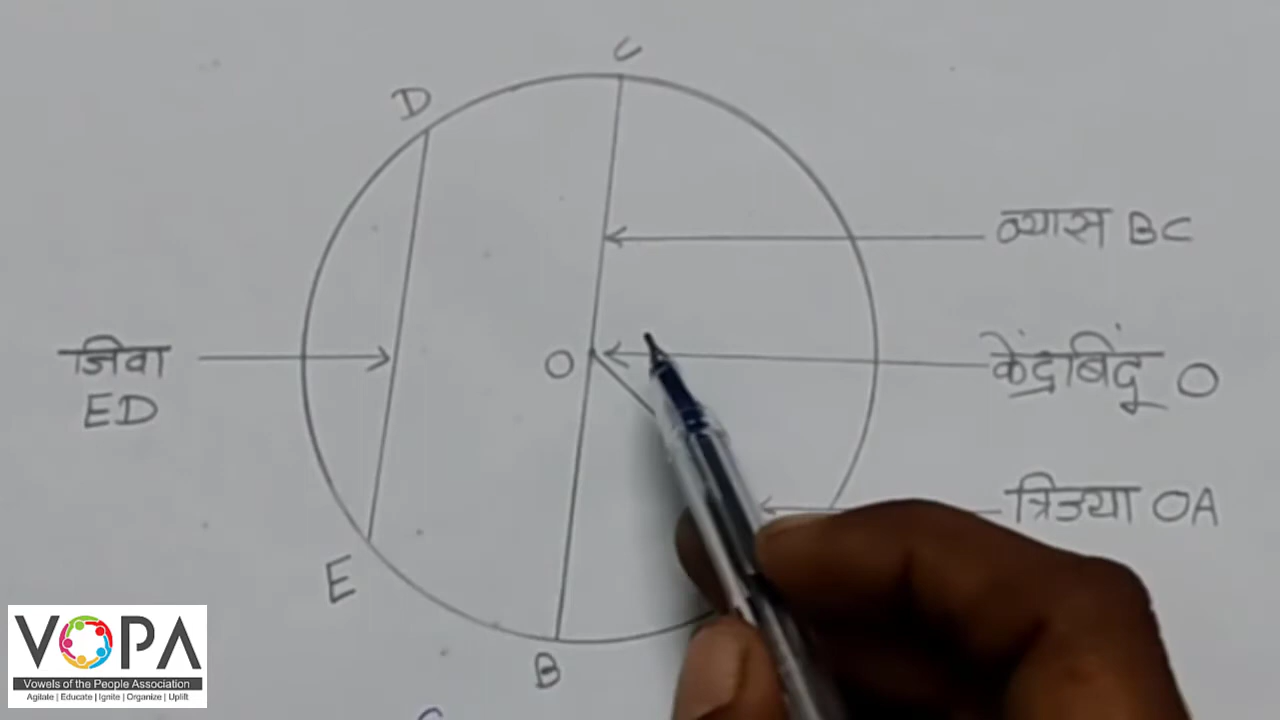 C
D
व्यास BC
जिवा
ED
O
केंद्रबिंदू O
त्रिज्या OA
E
B
VOPA
Vowels of the People Association
Agitate | Educate | Ignite | Organize | Uplift